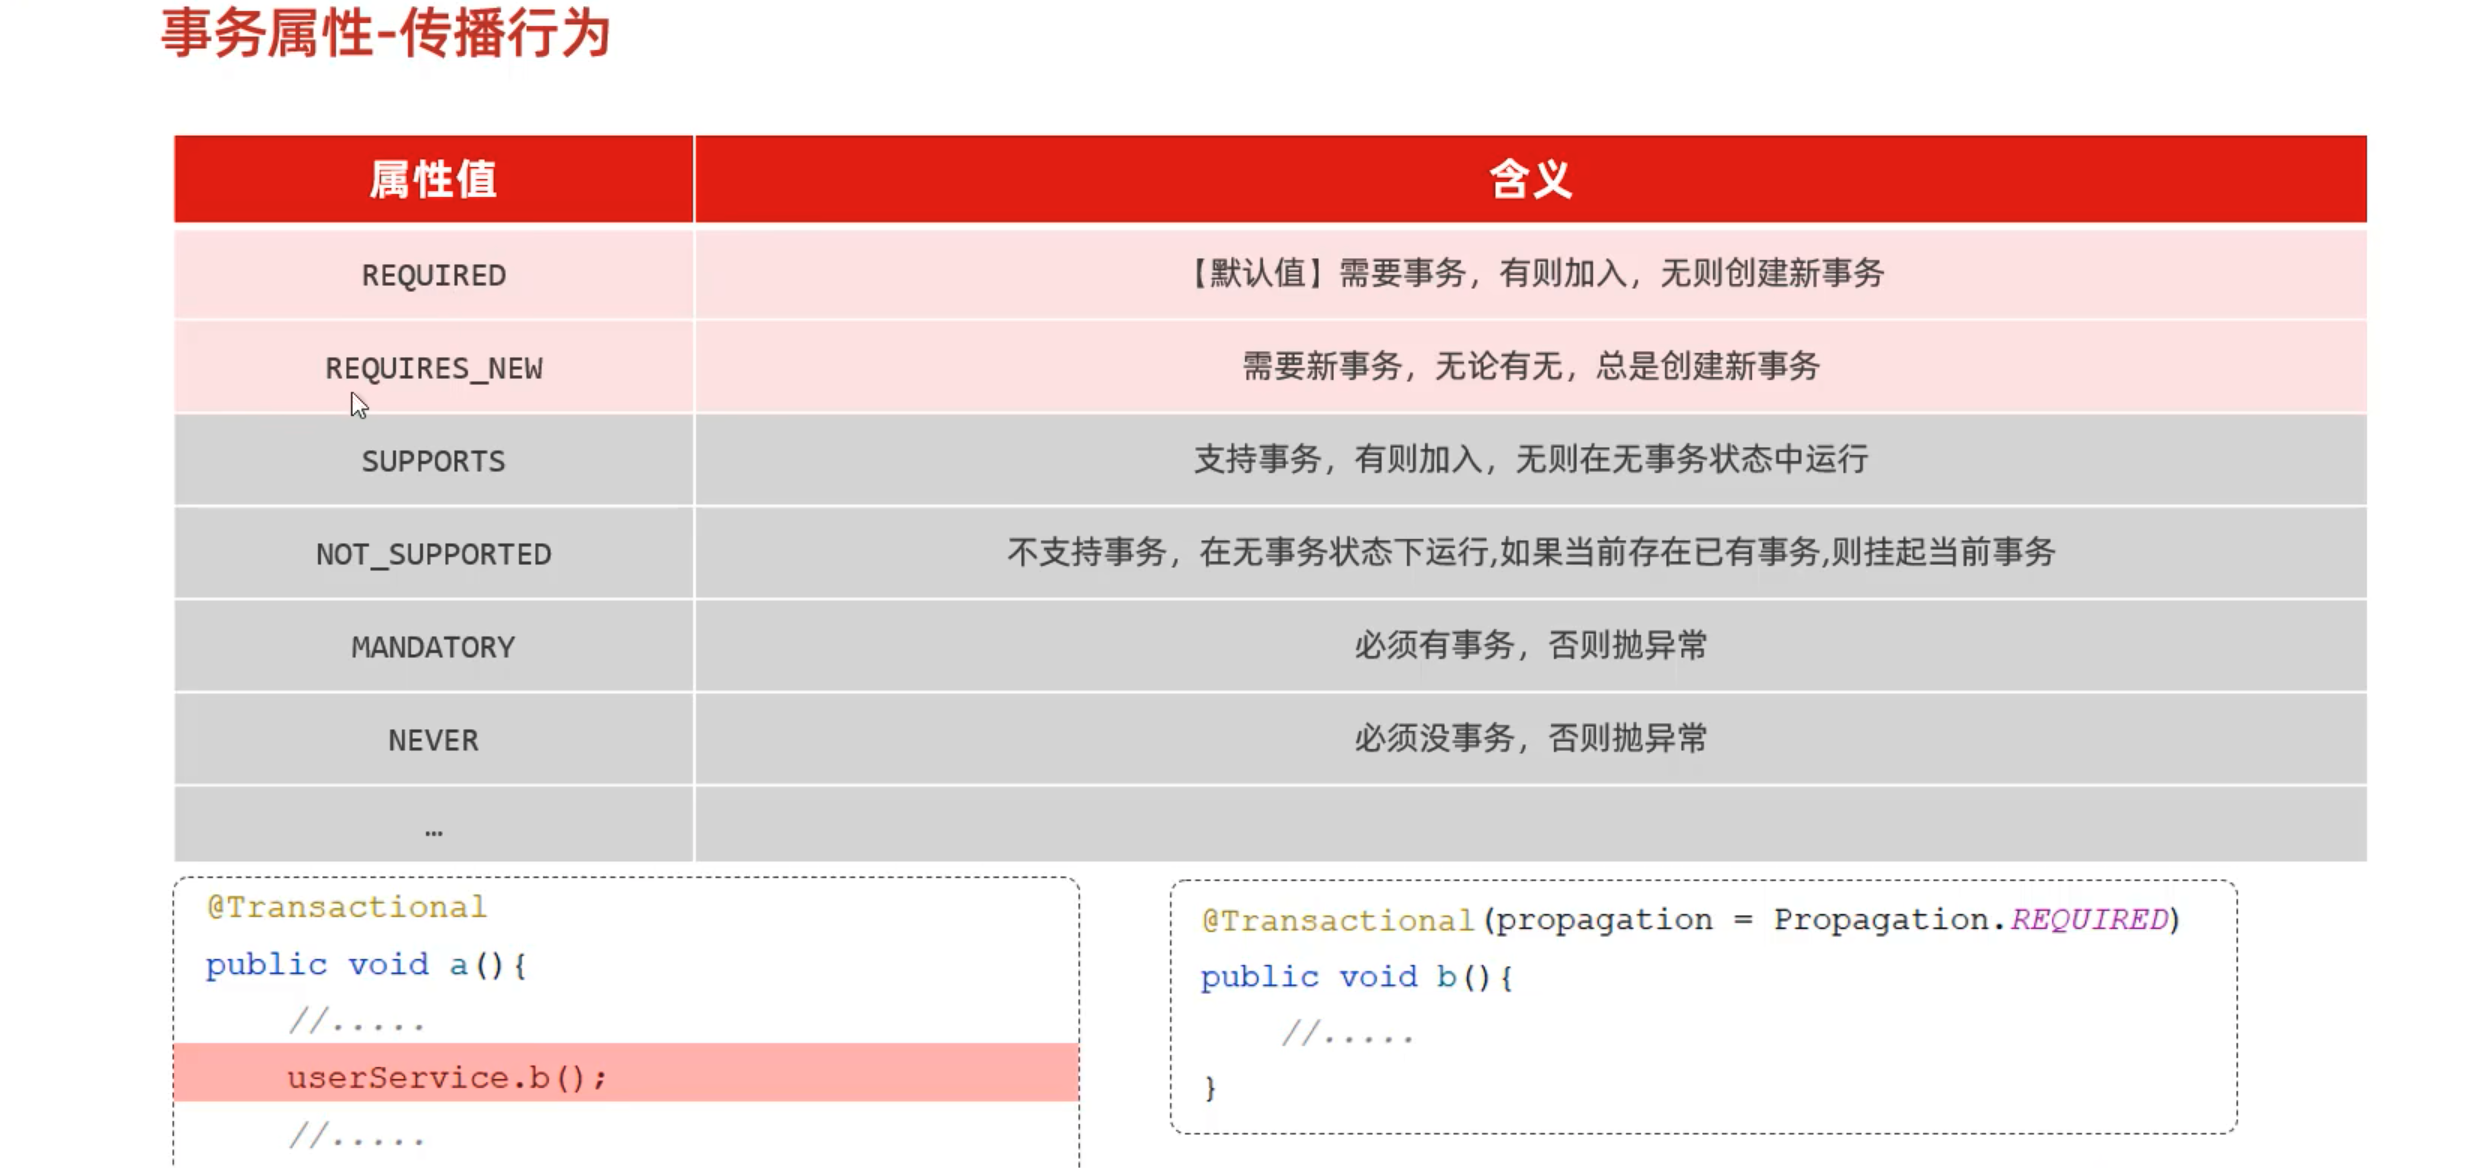 事务属性-传播行为
属性值 含义
REQUIRED 【默认值】需要事务，有则加入，无则创建新事务
REQUIRES_NEW 需要新事务，无论有无，总是创建新事务
SUPPORTS 支持事务，有则加入，无则在无事务状态中运行
NOT_SUPPORTED 不支持事务，在无事务状态下运行,如果当前存在已有事务,则挂起当前事务
MANDATORY 必须有事务，否则抛异常
NEVER 必须没事务，否则抛异常
…
@Transactional
public void a(){
//.....
userService.b();
//.....
@Transactional(propagation = Propagation.REQUIRED)
public void b(){
//.....
}